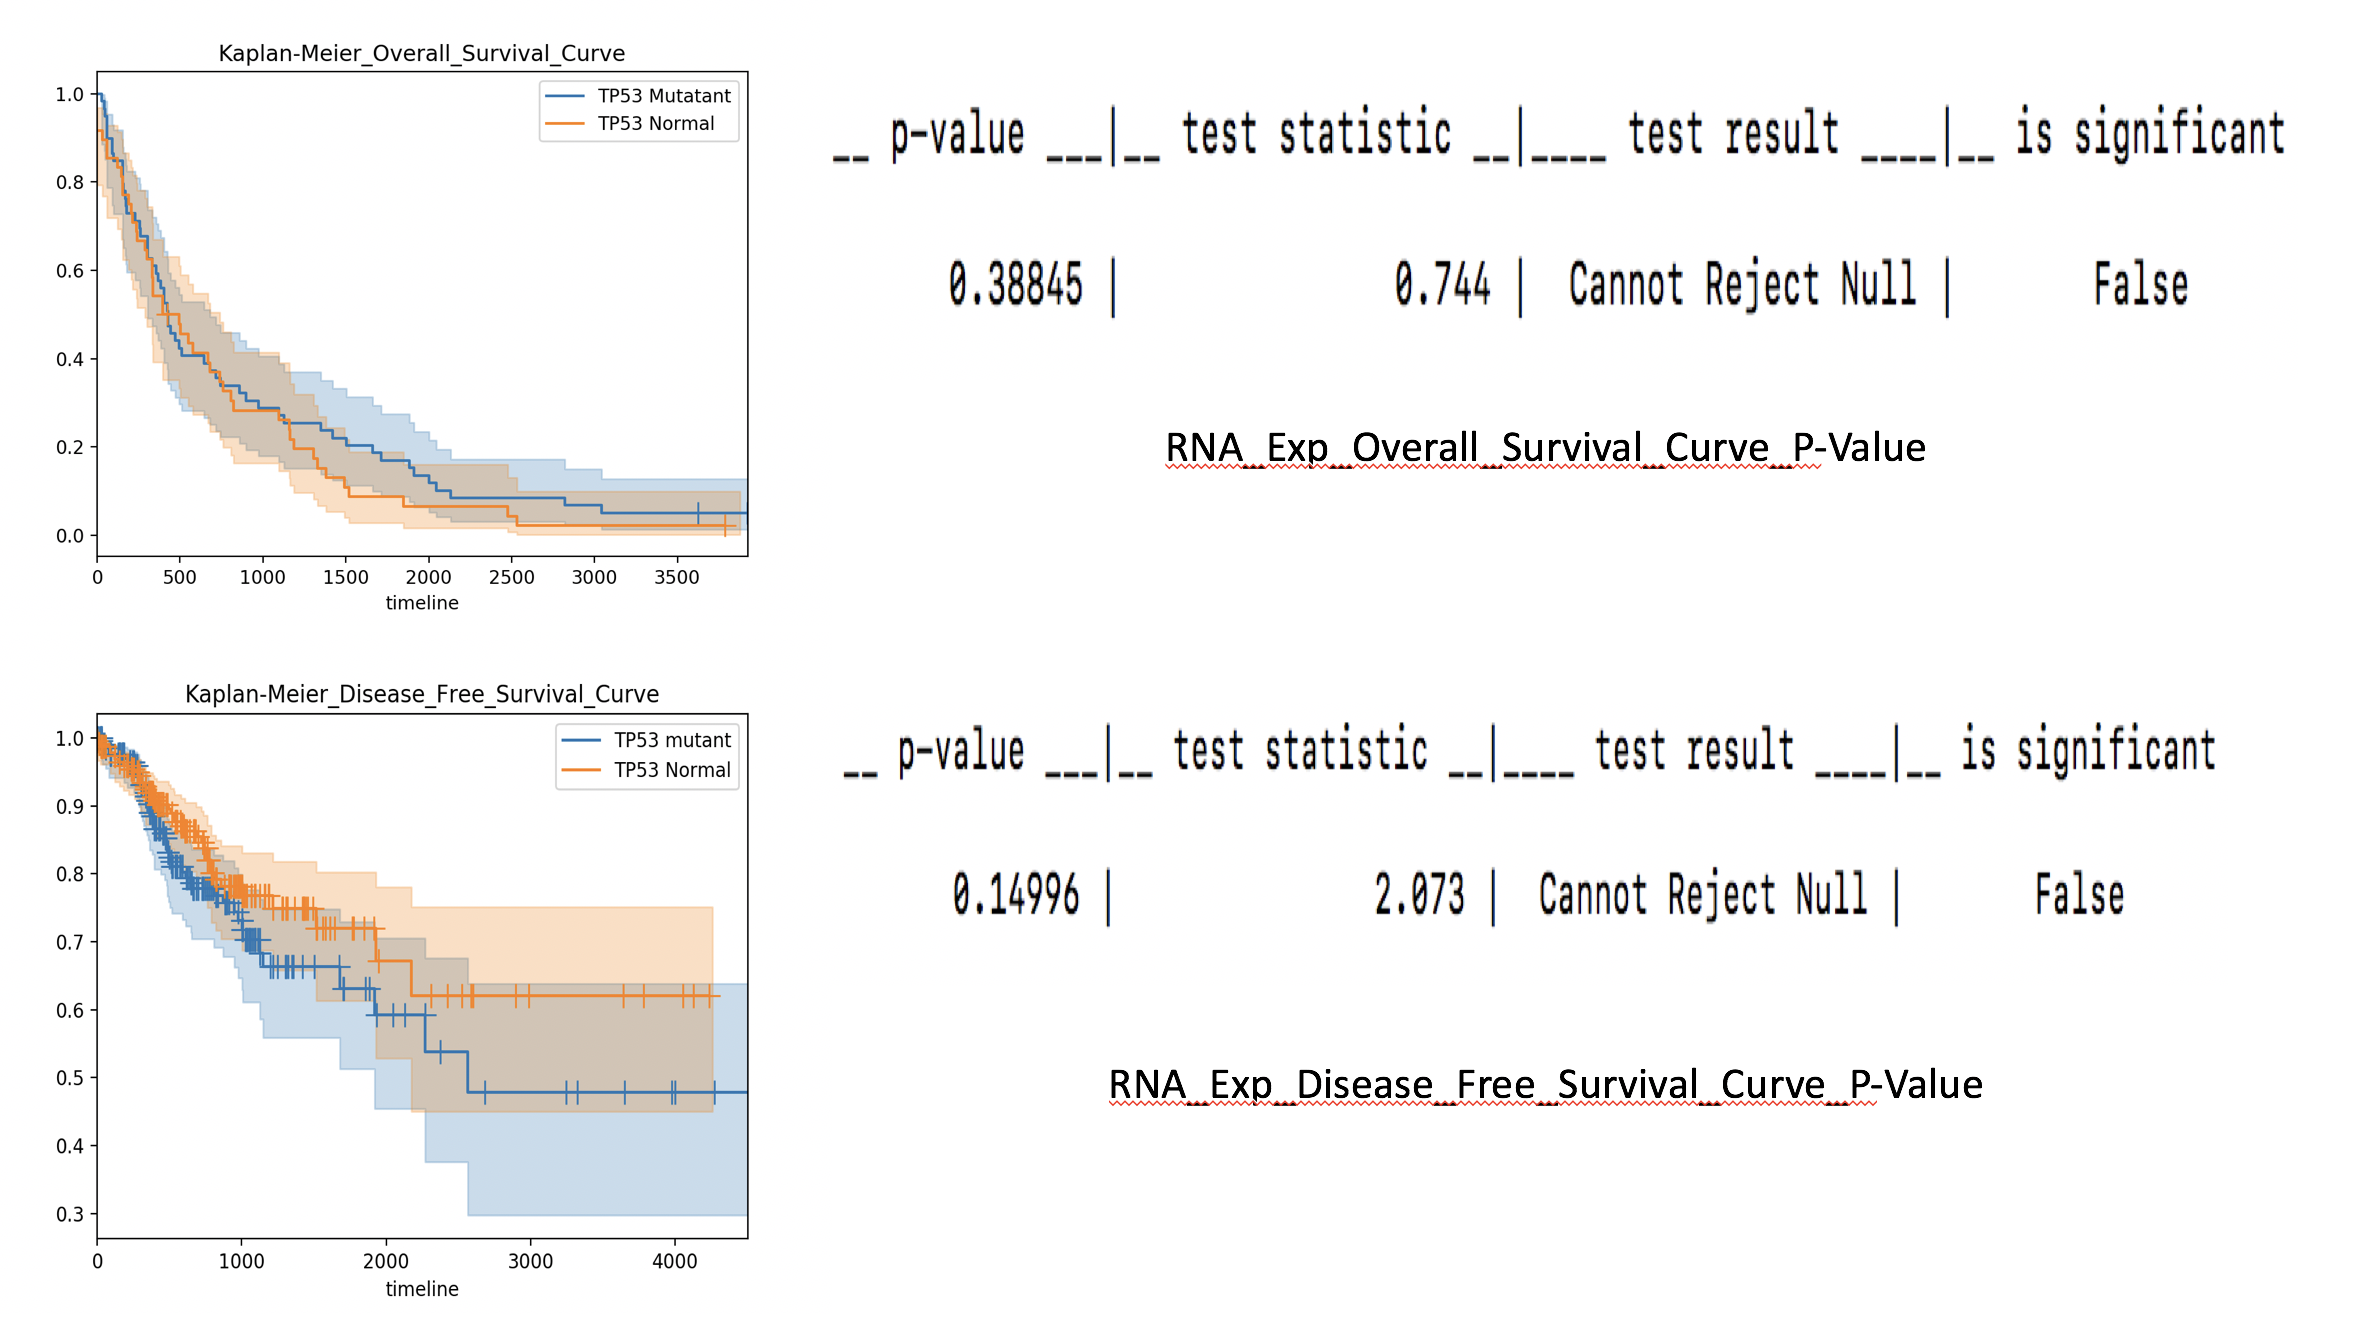 Kaplan-Meier_Overall_Survival_Curve
TP53 Mutatant
TP53 Normal
1.0
0.8
0.6
0.4
0.2
0.0
0 500 1000 1500 2000 2500 3000 3500
timeline
__ p-value ___|__ test statistic __|____ test result ____|__ is significant
0.38845 | 0.744 | Cannot Reject Null | False
RNA_Exp_Overall_Survival_Curve_P-Value
Kaplan-Meier_Disease_Free_Survival_Curve
TP53 mutant
TP53 Normal
1.0
0.9
0.8
0.7
0.6
0.5
0.4
0.3
0 1000 2000 3000 4000
timeline
__ p-value ___|__ test statistic __|____ test result ____|__ is significant
0.14996 | 2.073 | Cannot Reject Null | False
RNA_Exp_Disease_Free_Survival_Curve_P-Value